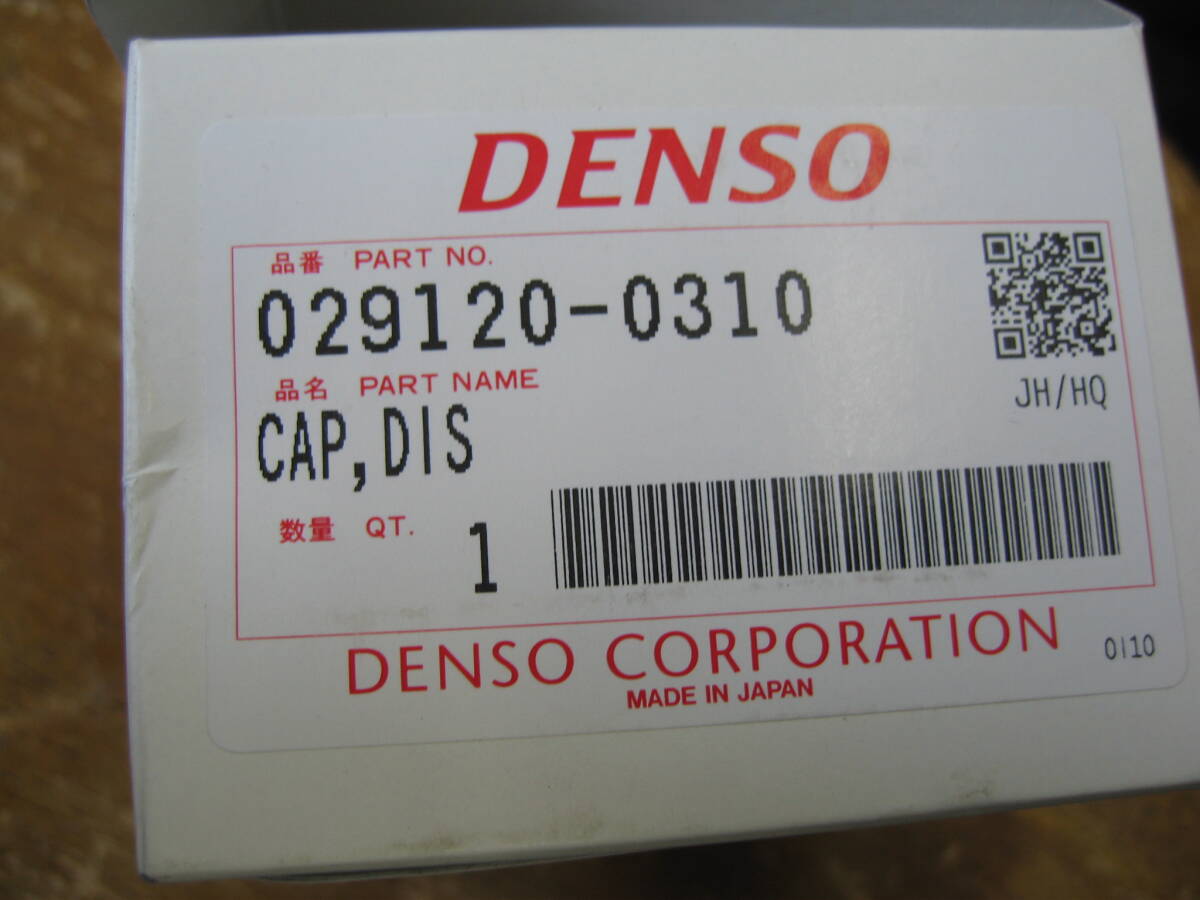 DENSO
品番 PART NO.
029120-0310
品名 PART NAME
JH/HQ
CAP,DIS
数量 QT.
1
DENSO CORPORATION
MADE IN JAPAN
0110